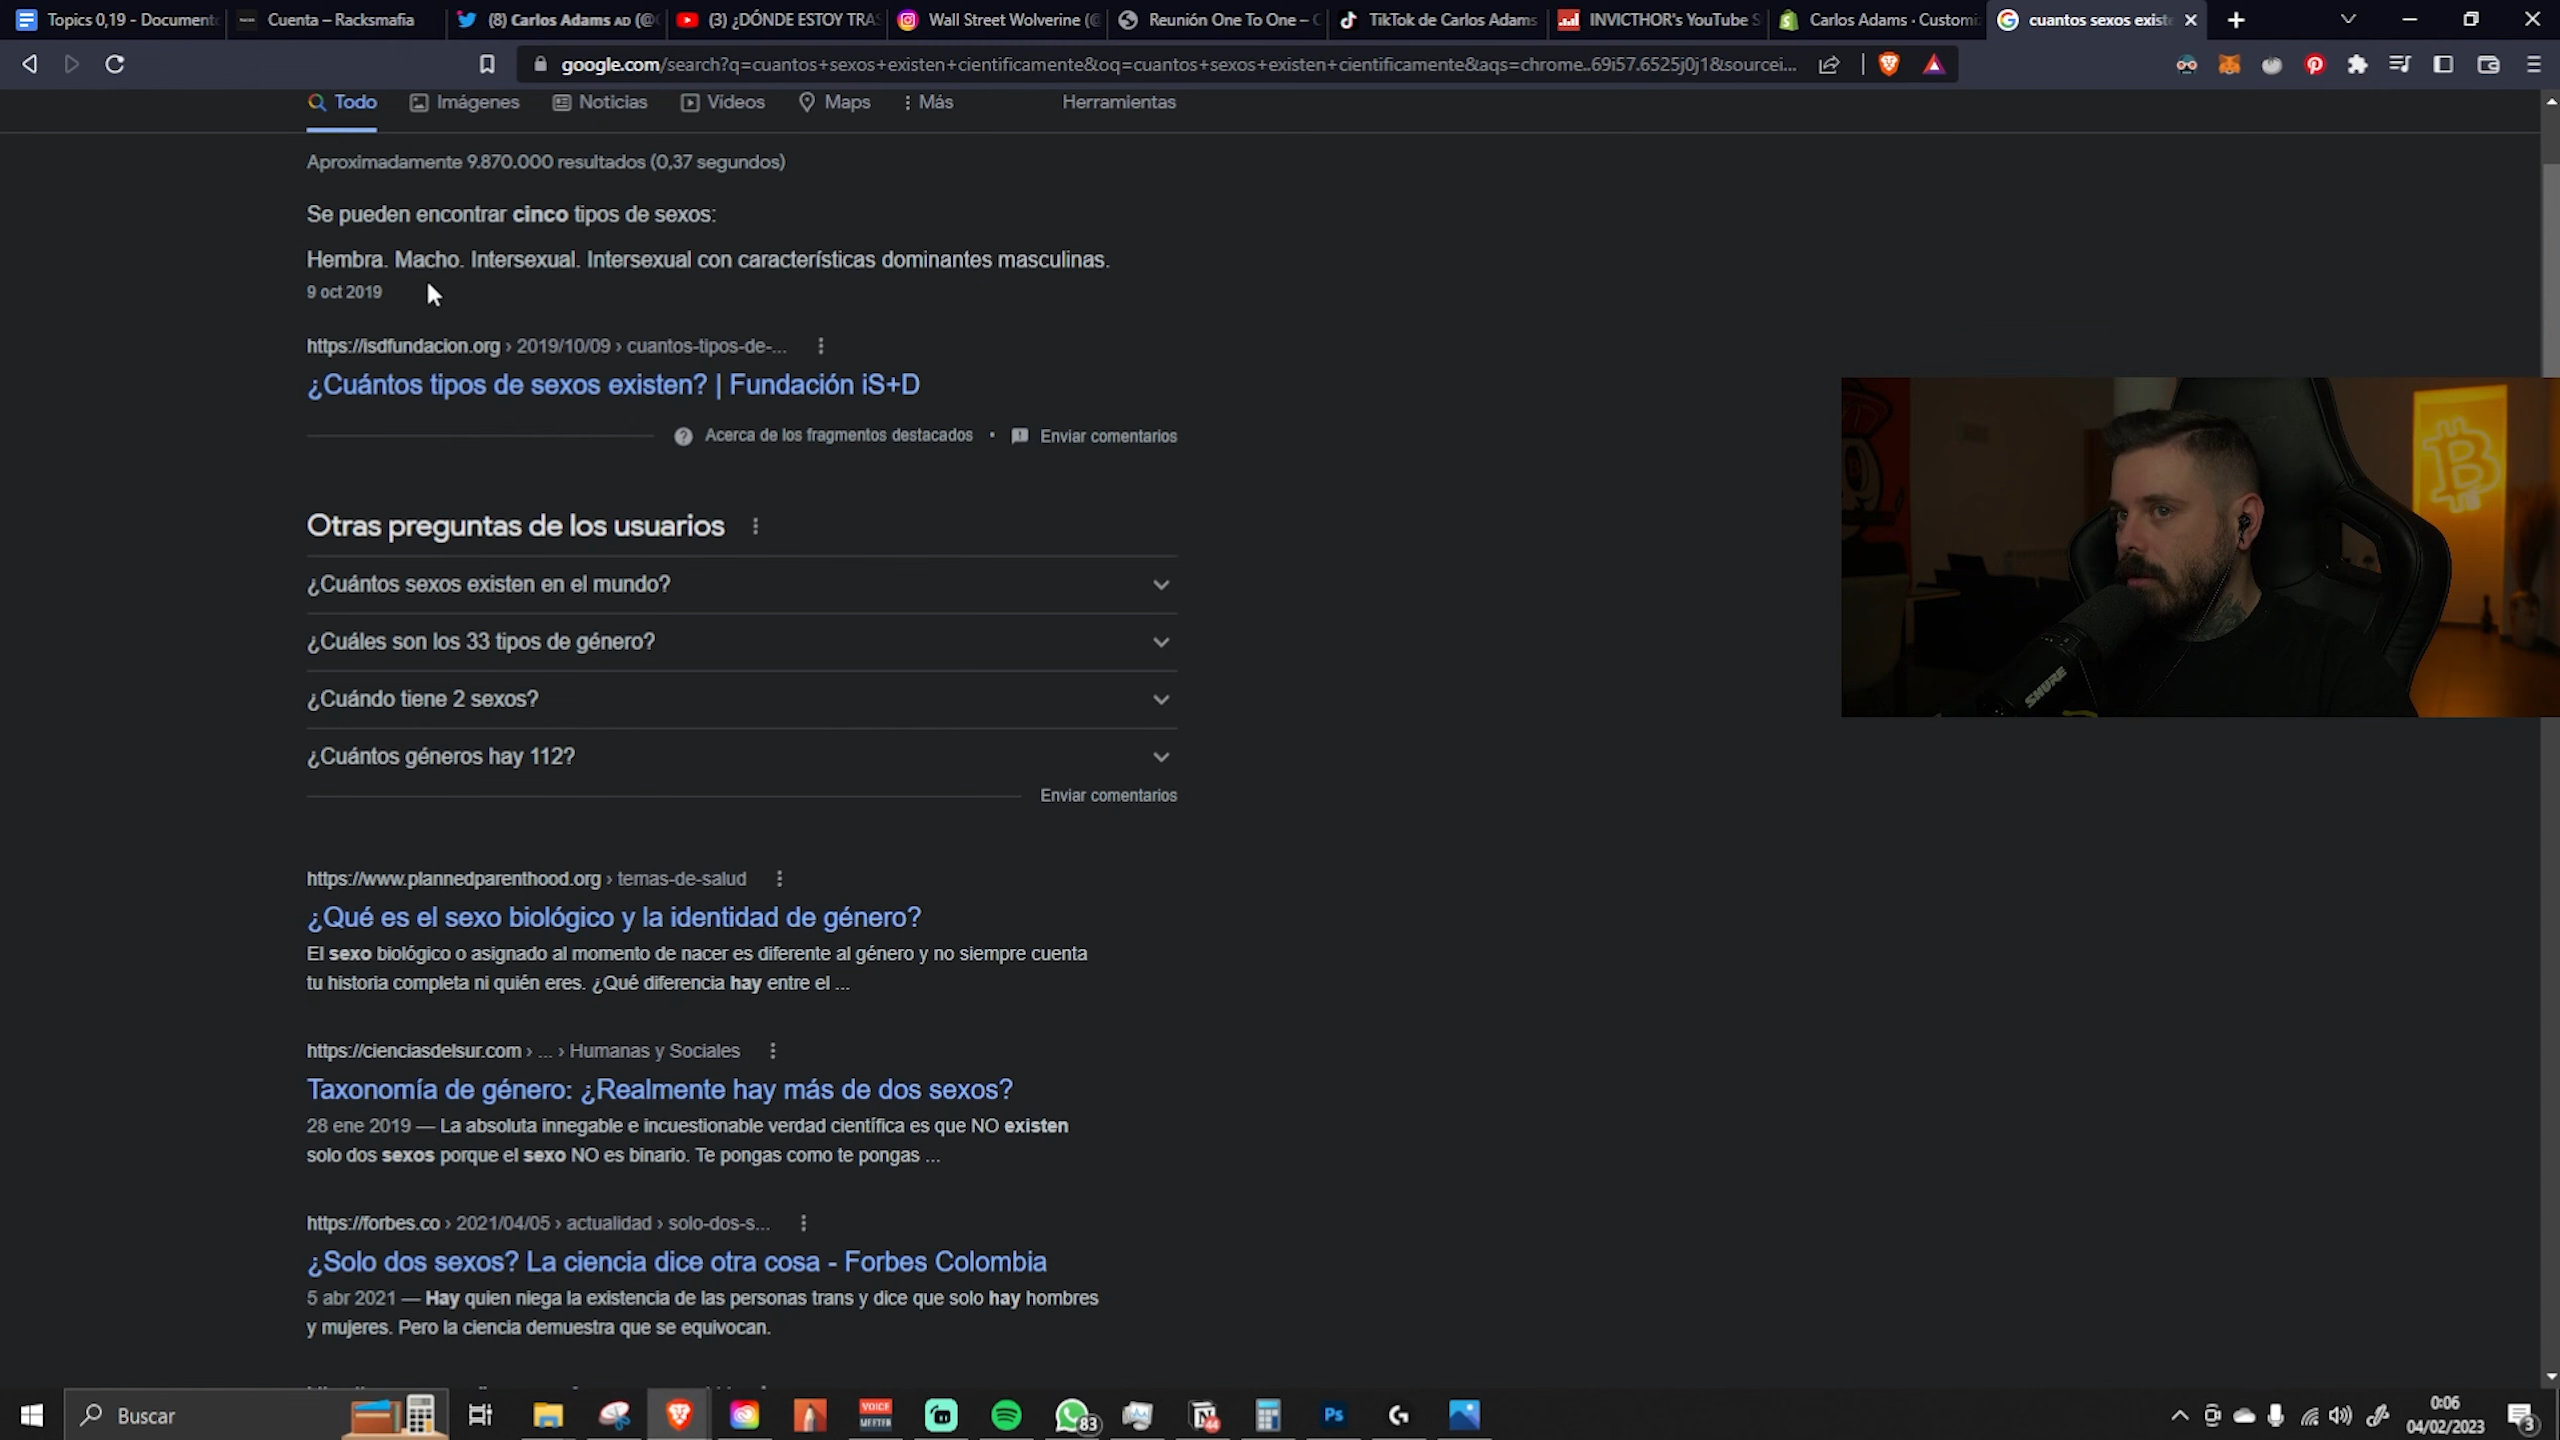 Topics 0,19 - Document
Cuenta – Racksmafia
(8) Carlos Adams AD (@
(3) ¿DÓNDE ESTOY TRAS
Wall Street Wolverine (@
Reunión One To One – C
TikTok de Carlos Adams
INVICTHOR's YouTube S
Carlos Adams · Customiz
cuantos sexos exist
google.com/search?q=cuantos+sexos+existen+cientificamente&oq=cuantos+sexos+existen+cientificamente&aqs=chrome..69i57.6525j0j1&sourcei...
Todo
Imágenes
Noticias
Vídeos
Maps
Más
Herramientas
Aproximadamente 9.870.000 resultados (0,37 segundos)
Se pueden encontrar cinco tipos de sexos:
Hembra. Macho. Intersexual. Intersexual con características dominantes masculinas.
9 oct 2019
https://isdfundacion.org › 2019/10/09 › cuantos-tipos-de-...
¿Cuántos tipos de sexos existen? | Fundación iS+D
Acerca de los fragmentos destacados • Enviar comentarios
Otras preguntas de los usuarios
¿Cuántos sexos existen en el mundo?
¿Cuáles son los 33 tipos de género?
¿Cuándo tiene 2 sexos?
¿Cuántos géneros hay 112?
Enviar comentarios
https://www.plannedparenthood.org › temas-de-salud
¿Qué es el sexo biológico y la identidad de género?
El sexo biológico o asignado al momento de nacer es diferente al género y no siempre cuenta
tu historia completa ni quién eres. ¿Qué diferencia hay entre el ...
https://cienciasdelsur.com › ... › Humanas y Sociales
Taxonomía de género: ¿Realmente hay más de dos sexos?
28 ene 2019 — La absoluta innegable e incuestionable verdad científica es que NO existen
solo dos sexos porque el sexo NO es binario. Te pongas como te pongas ...
https://forbes.co › 2021/04/05 › actualidad › solo-dos-s...
¿Solo dos sexos? La ciencia dice otra cosa - Forbes Colombia
5 abr 2021 — Hay quien niega la existencia de las personas trans y dice que solo hay hombres
y mujeres. Pero la ciencia demuestra que se equivocan.
SHURE
Buscar
VOICE
MEETER
83
44
Ps
0:06
04/02/2023
3